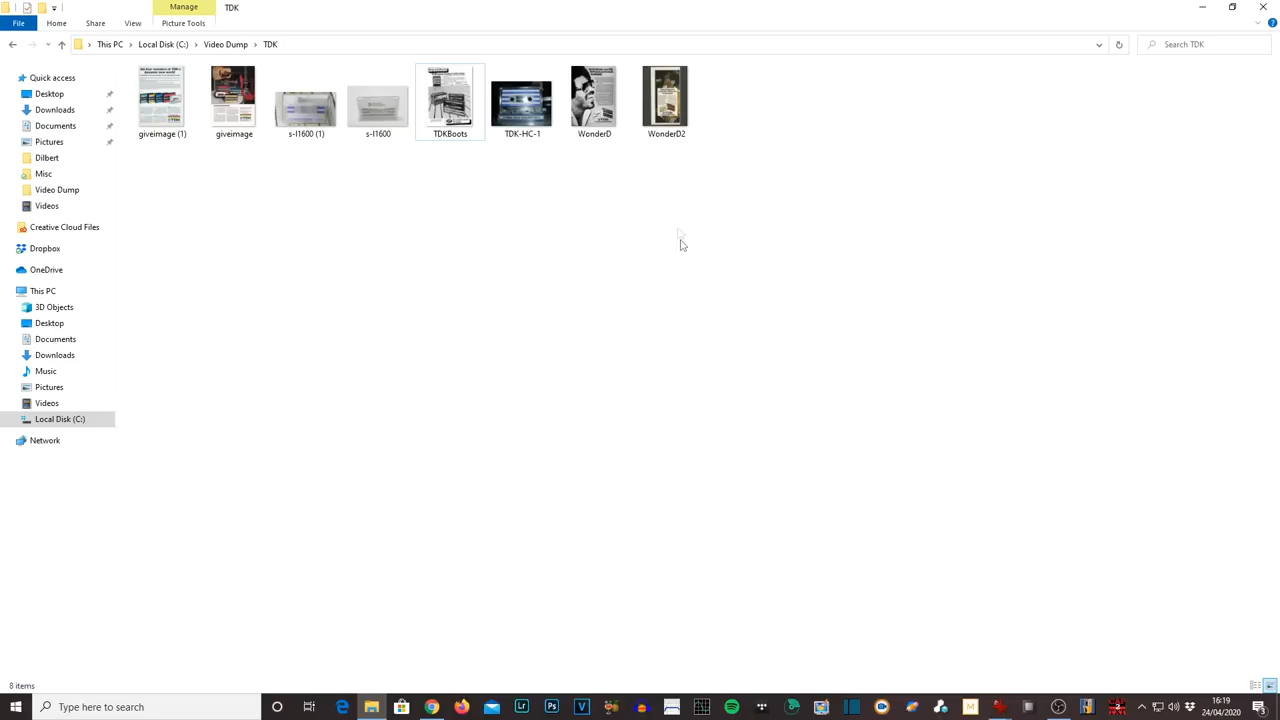 Manage
TDK
File
Home
Share
View
Picture Tools
This PC
Local Disk (C:)
Video Dump
TDK
Search TDK
Quick access
Desktop
Downloads
Documents
Pictures
Dilbert
Misc
Video Dump
Videos
Creative Cloud Files
Dropbox
OneDrive
This PC
3D Objects
Desktop
Documents
Downloads
Music
Pictures
Videos
Local Disk (C:)
Network
giveimage (1)
giveimage
s-l1600 (1)
s-l1600
TDKBoots
TDK-HC-1
WonderD
WonderD2
8 items
Type here to search
16:19
24/04/2020